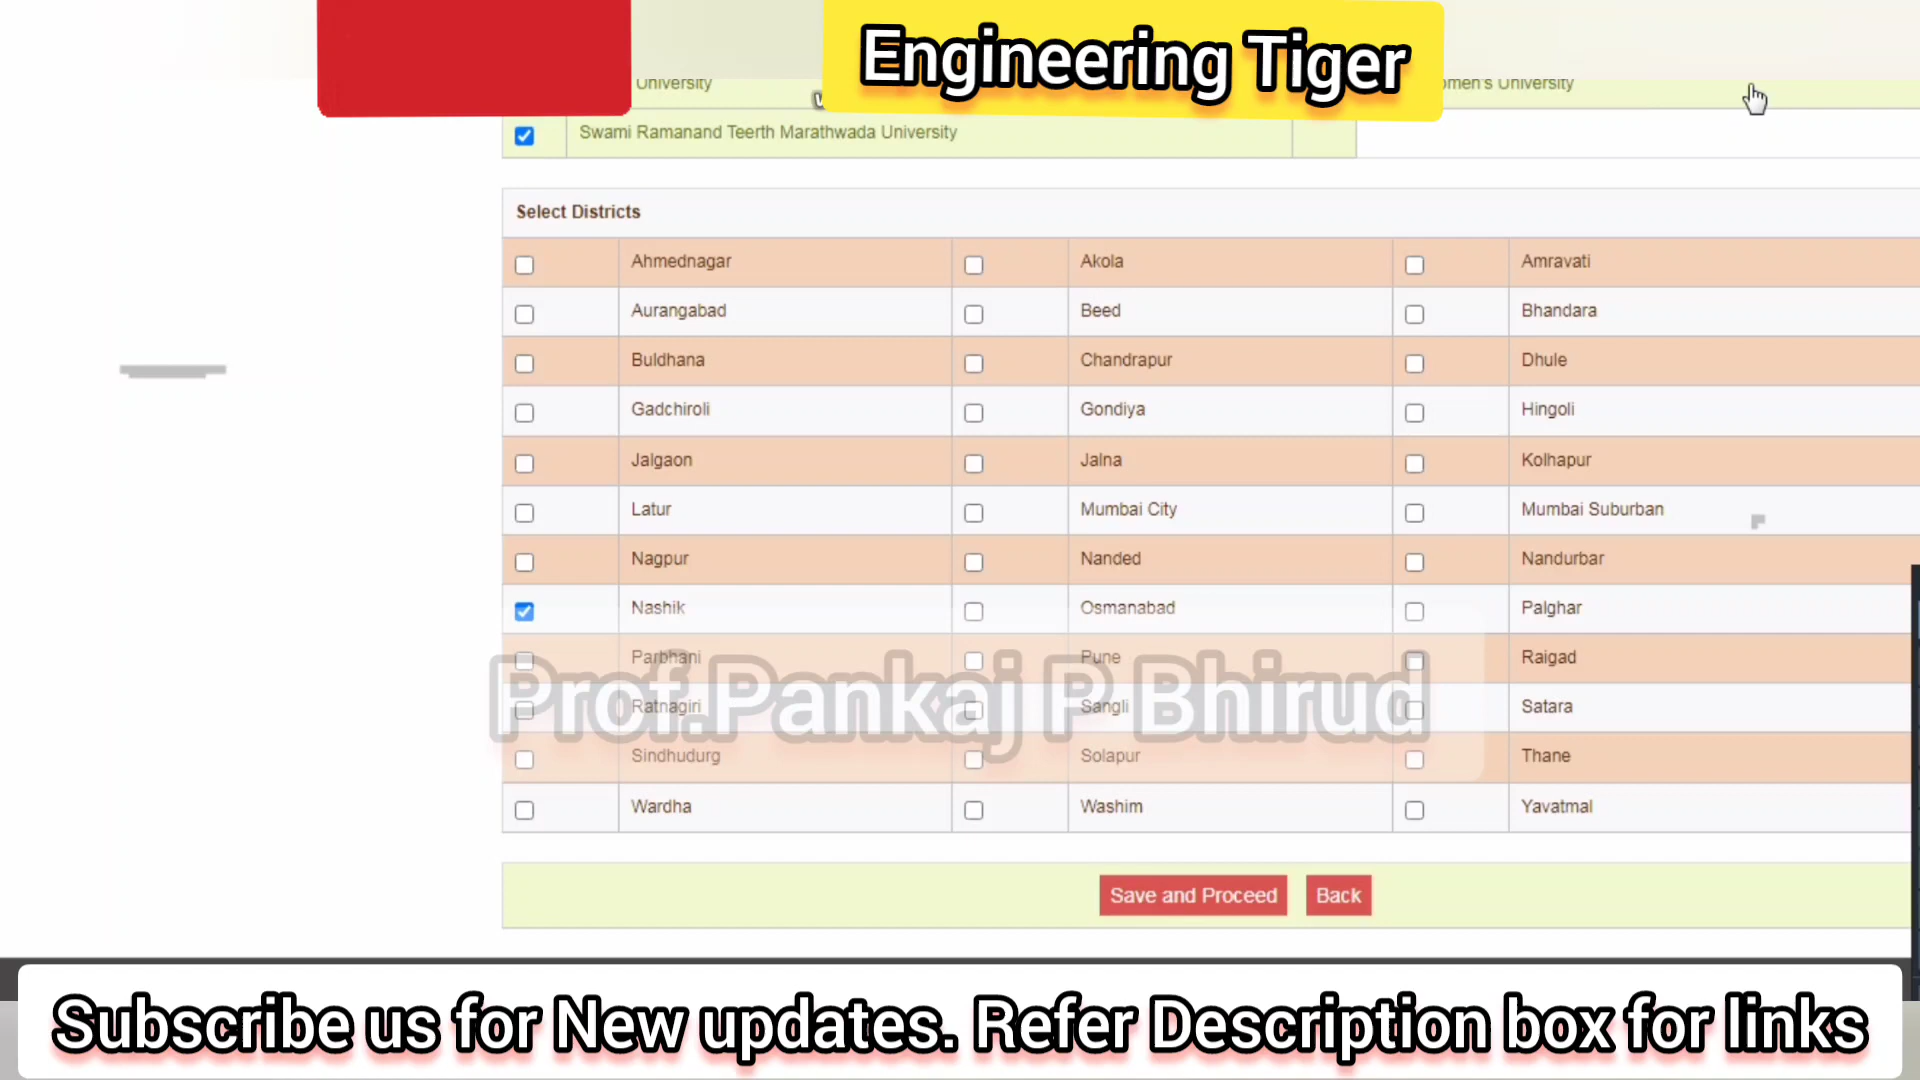 Engineering Tiger
University
omen's University
Swami Ramanand Teerth Marathwada University
Select Districts
Ahmednagar Akola Amravati
Aurangabad Beed Bhandara
Buldhana Chandrapur Dhule
Gadchiroli Gondiya Hingoli
Jalgaon Jalna Kolhapur
Latur Mumbai City Mumbai Suburban
Nagpur Nanded Nandurbar
Nashik Osmanabad Palghar
Parbhani Pune Raigad
Prof.Pankaj P Bhirud
Ratnagiri Sangli Satara
Sindhudurg Solapur Thane
Wardha Washim Yavatmal
Save and Proceed Back
Subscribe us for New updates. Refer Description box for links